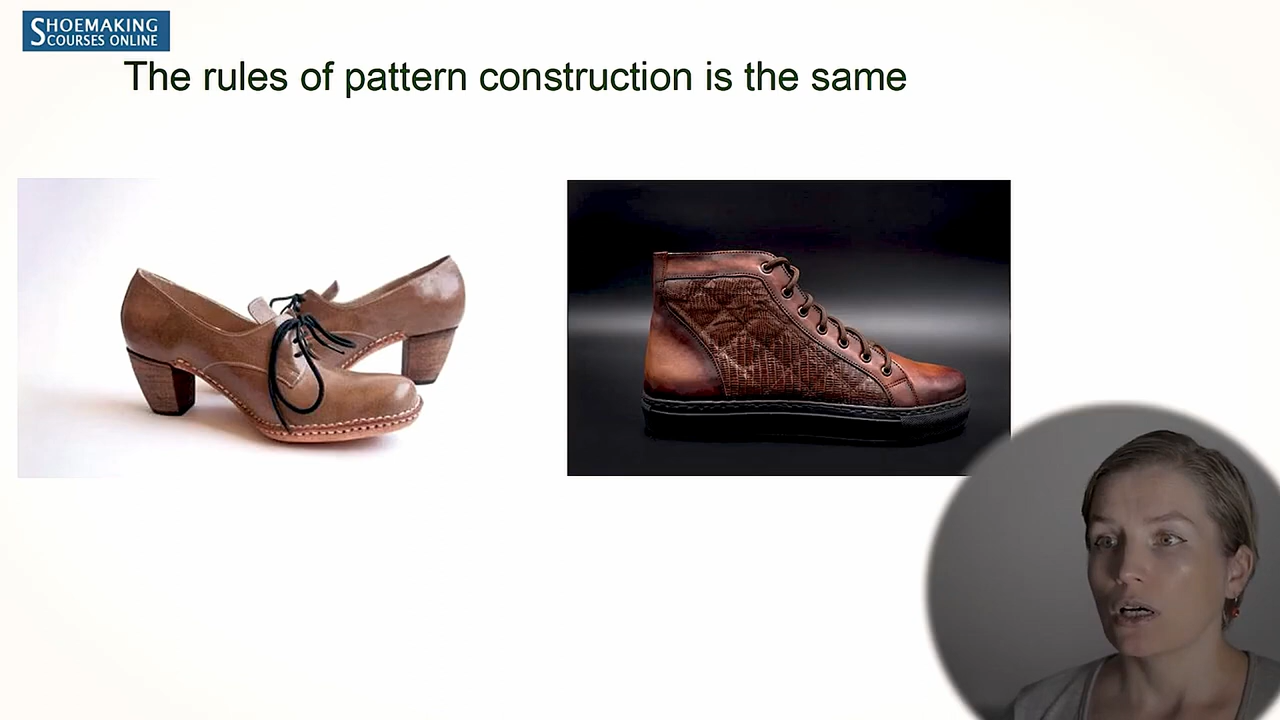 SHOEMAKING
COURSES ONLINE
The rules of pattern construction is the same